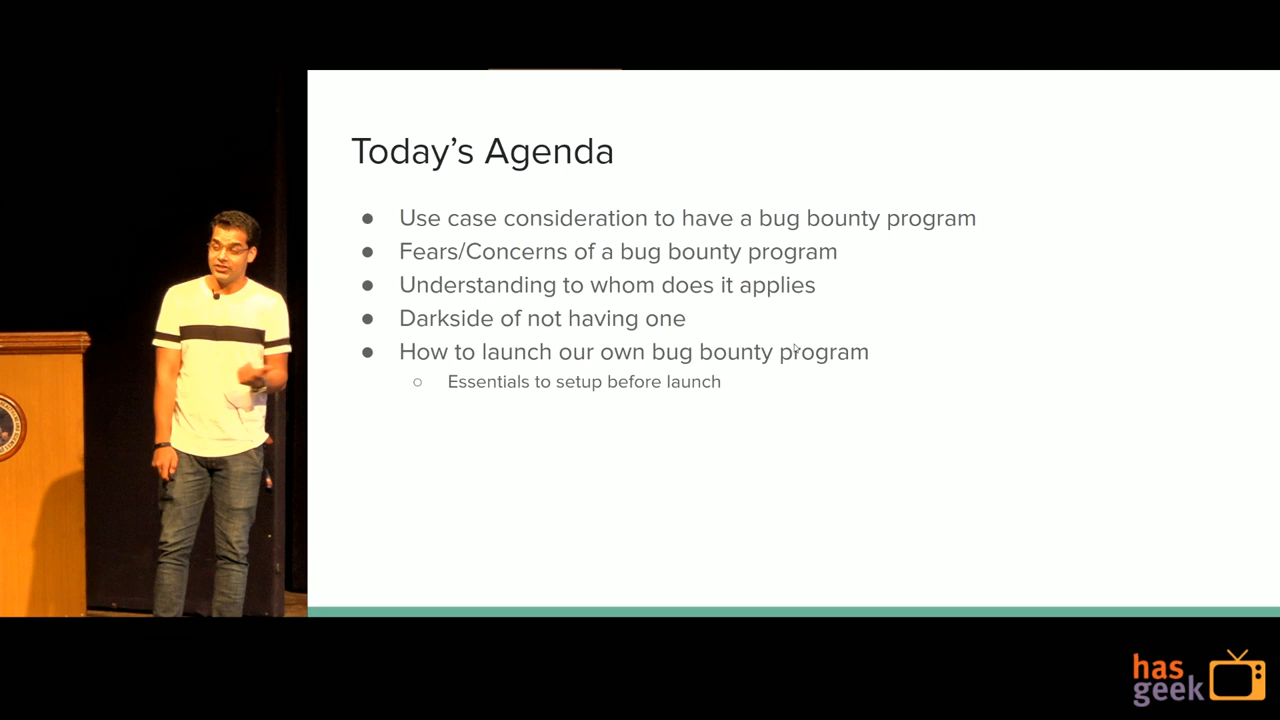 Today’s Agenda
● Use case consideration to have a bug bounty program
● Fears/Concerns of a bug bounty program
● Understanding to whom does it applies
● Darkside of not having one
● How to launch our own bug bounty program
○ Essentials to setup before launch
has
geek